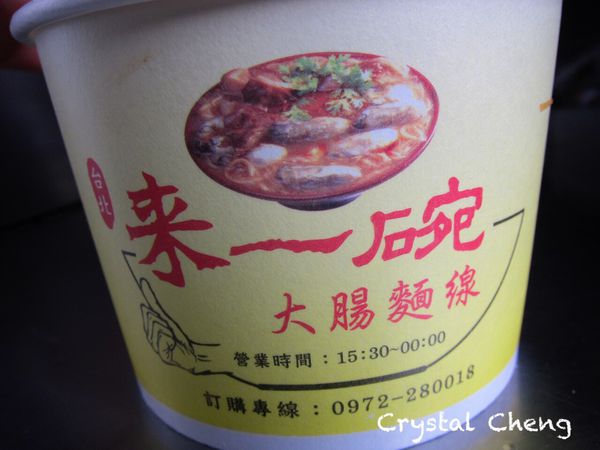 台北
来一碗
大腸麵線
營業時間：15:30~00:00
訂購專線：0972-280018
Crystal Cheng